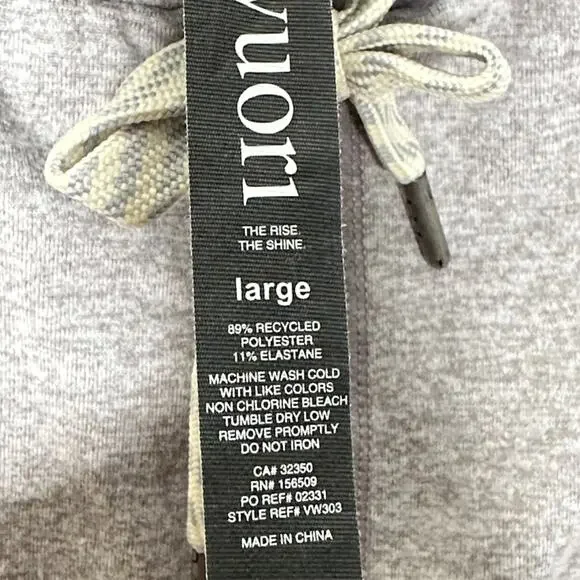 vuori
THE RISE.
THE SHINE.
large
89% RECYCLED
POLYESTER
11% ELASTANE
MACHINE WASH COLD
WITH LIKE COLORS
NON CHLORINE BLEACH
TUMBLE DRY LOW
REMOVE PROMPTLY
DO NOT IRON
CA# 32350
RN# 156509
PO REF# 02331
STYLE REF# VW303
MADE IN CHINA